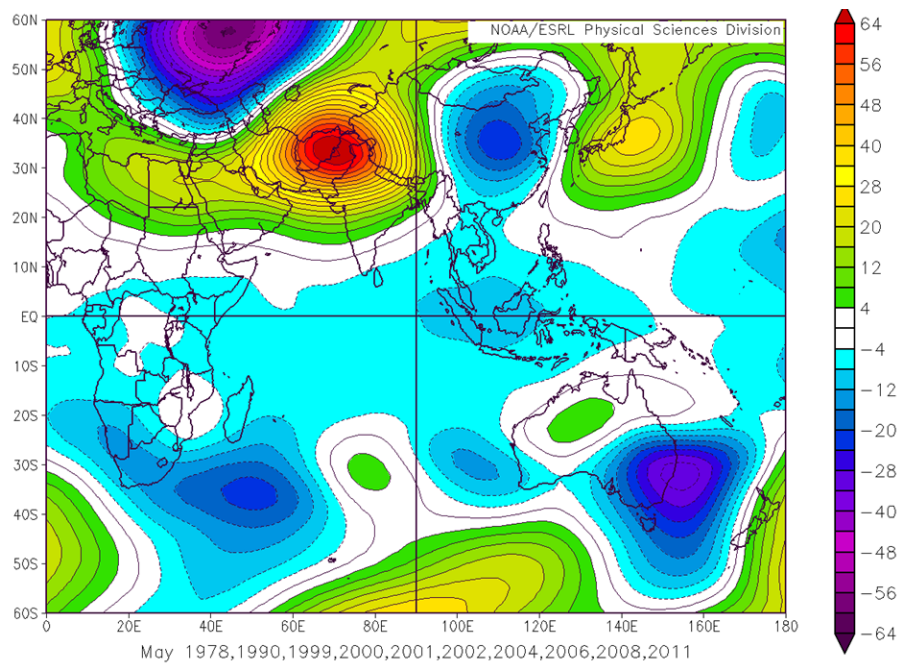 NOAA/ESRL Physical Sciences Division
60N
50N
40N
30N
20N
10N
EQ
10S
20S
30S
40S
50S
60S
0 20E 40E 60E 80E 100E 120E 140E 160E 180
May 1978,1990,1999,2000,2001,2002,2004,2006,2008,2011
64
56
48
40
36
28
20
12
4
-4
-12
-20
-28
-34
-40
-48
-56
-64